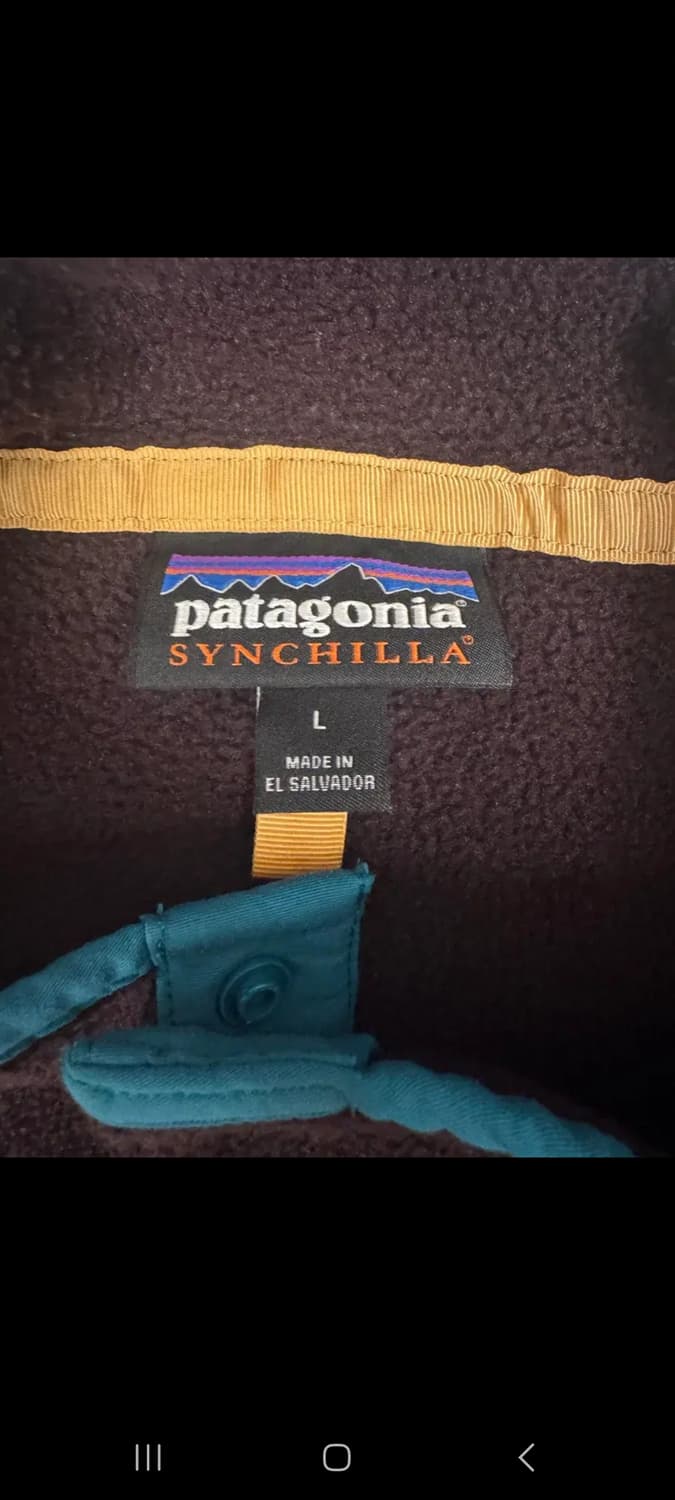 patagonia®
SYNCHILLA®
L
MADE IN
EL SALVADOR